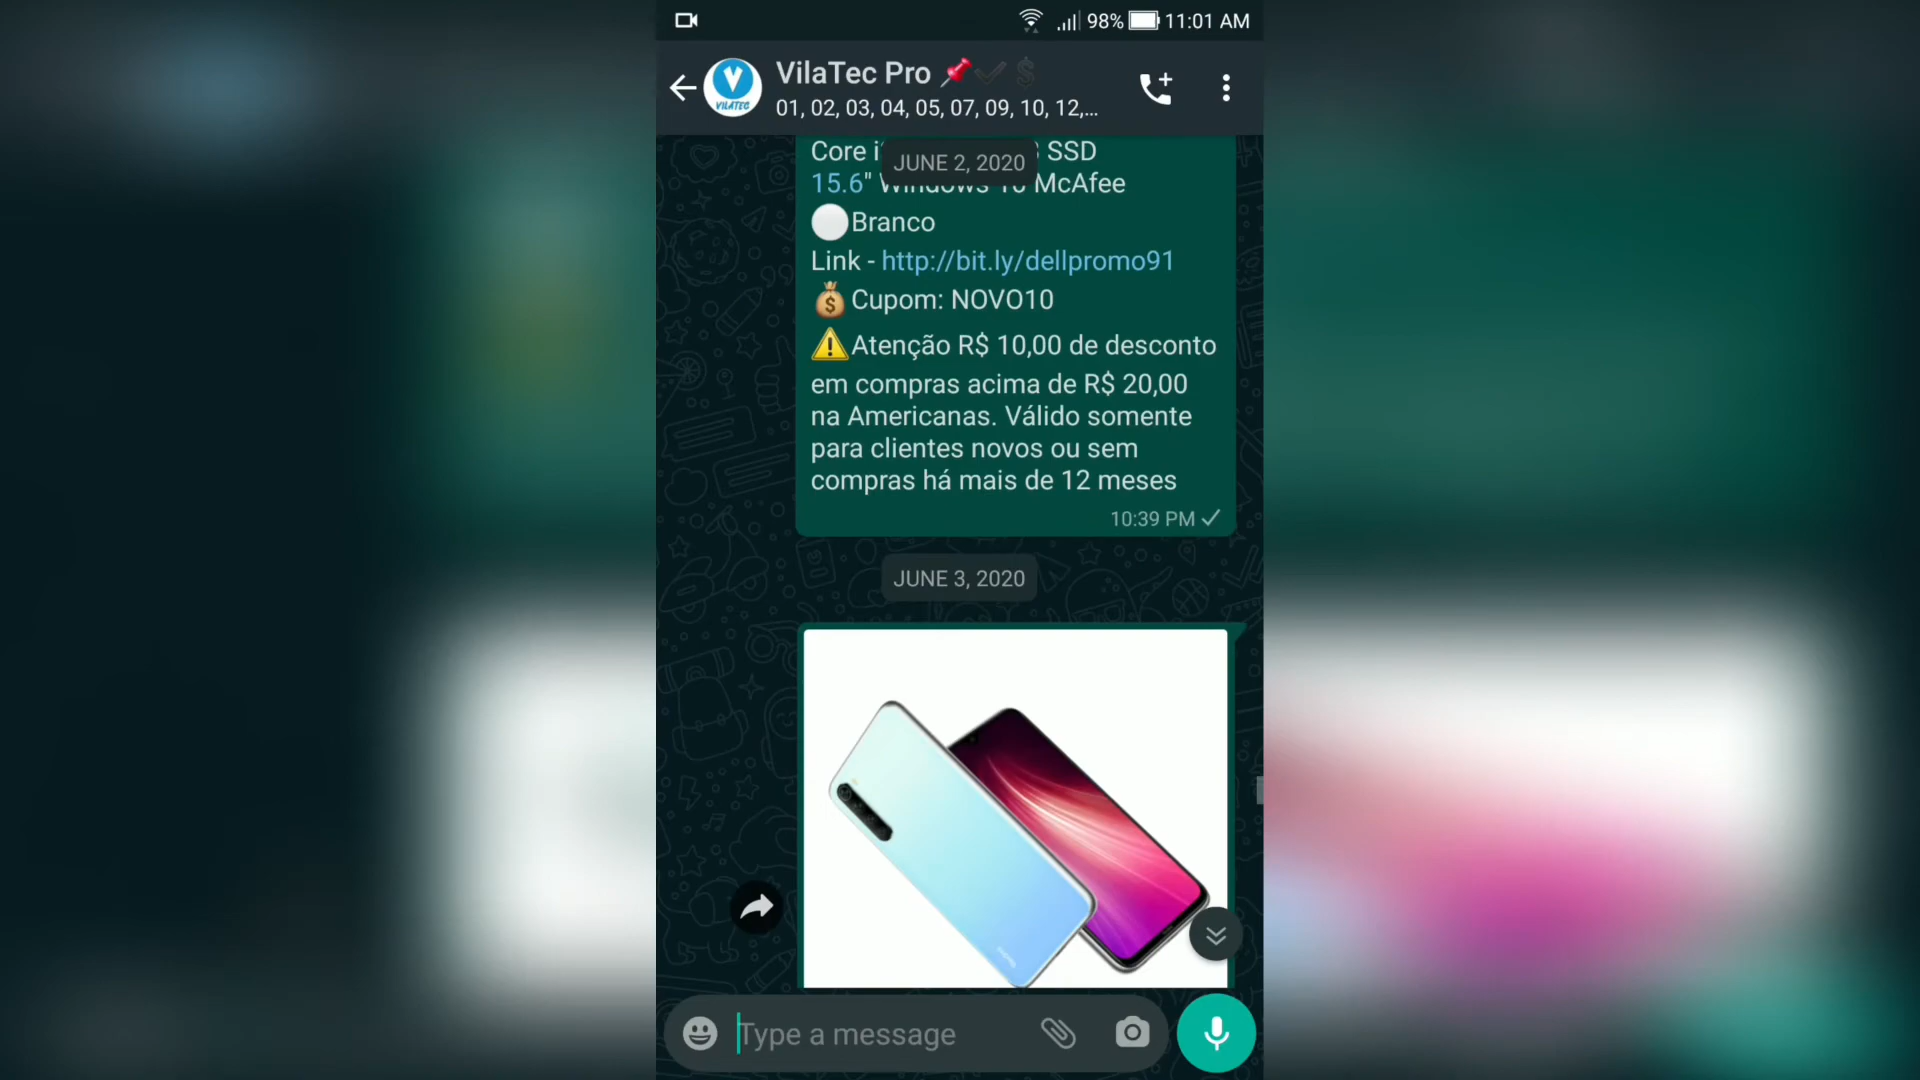 98% 11:01 AM
VilaTec Pro
VILATEC
01, 02, 03, 04, 05, 07, 09, 10, 12,...
Core SSD
JUNE 2, 2020
15.6" Windows 10 McAfee
Branco
Link - http://bit.ly/dellpromo91
Cupom: NOVO10
Atenção R$ 10,00 de desconto
em compras acima de R$ 20,00
na Americanas. Válido somente
para clientes novos ou sem
compras há mais de 12 meses
10:39 PM
JUNE 3, 2020
Type a message